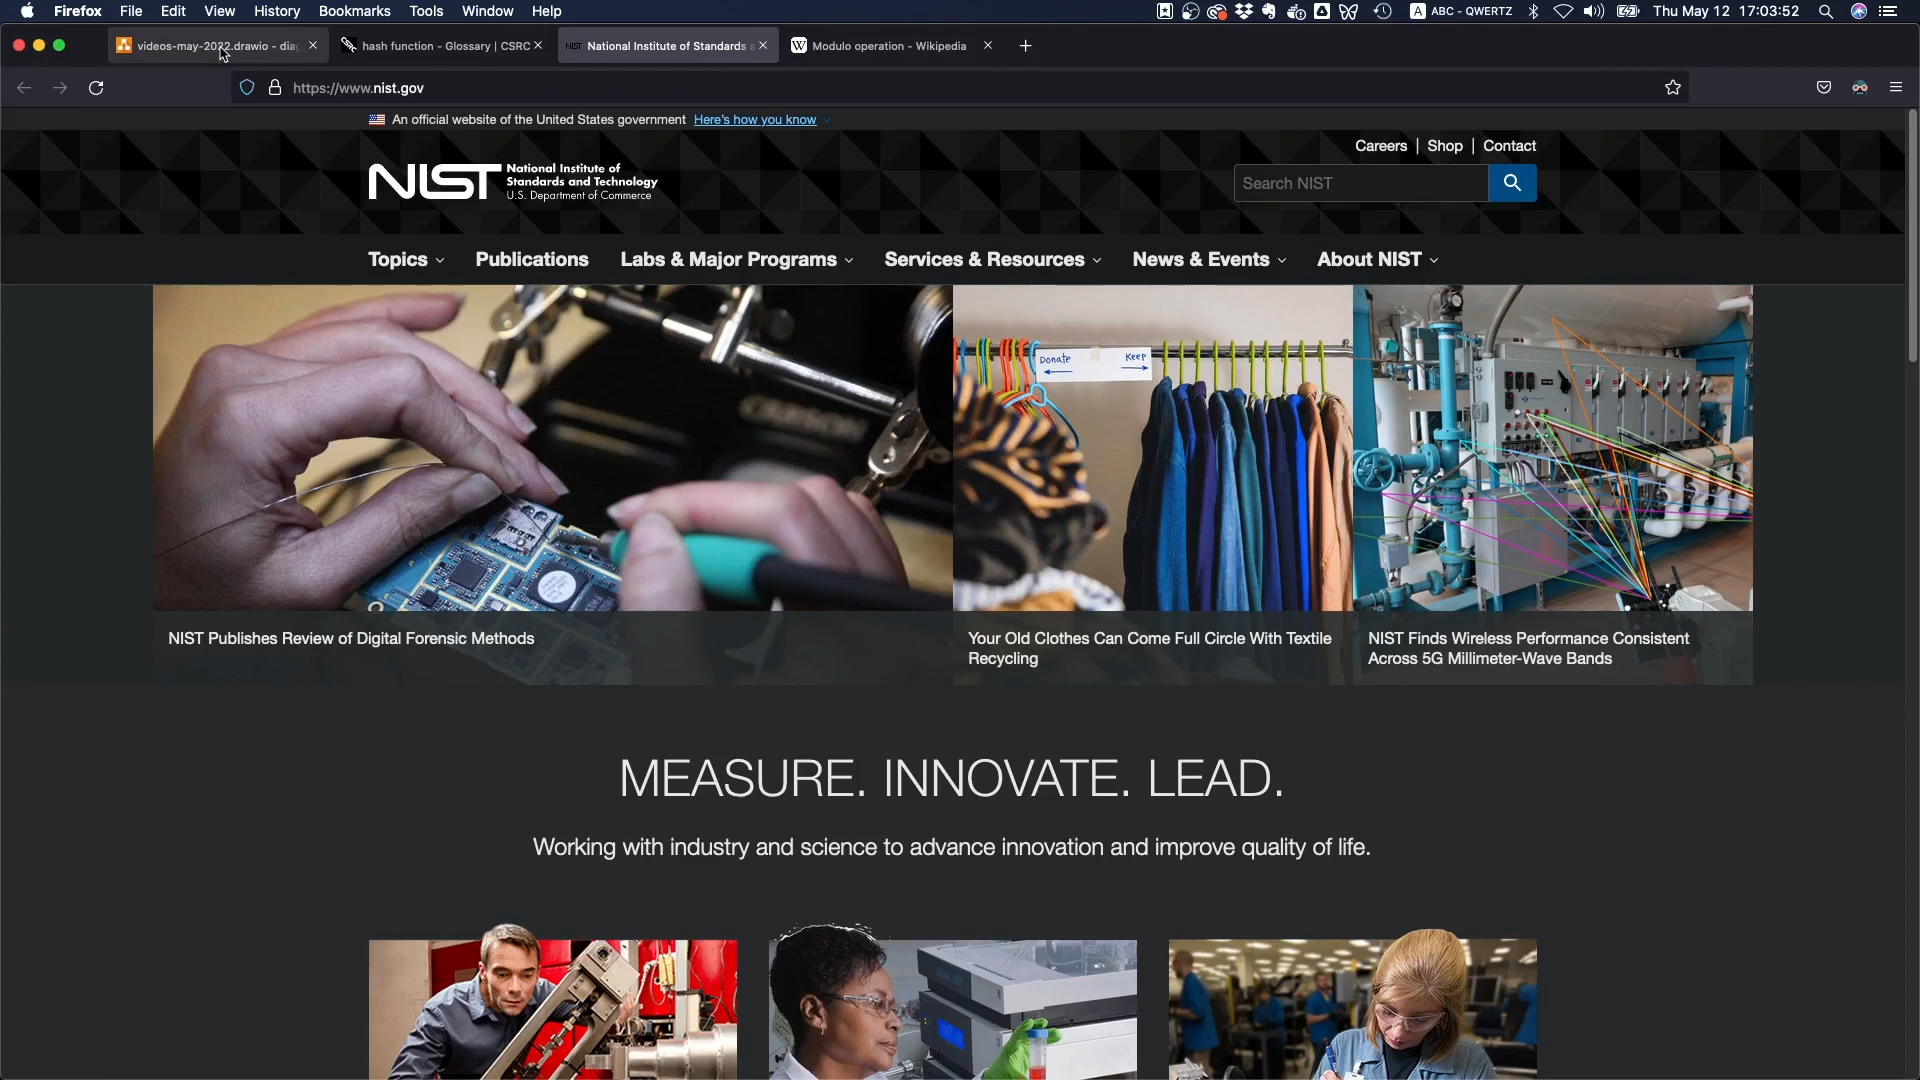 Firefox File Edit View History Bookmarks Tools Window Help
ABC - QWERTZ Thu May 12 17:03:52
videos-may-2022.drawio - dia
hash function - Glossary | CSRC
National Institute of Standards a
Modulo operation - Wikipedia
https://www.nist.gov
An official website of the United States government Here's how you know
Careers | Shop | Contact
NIST National Institute of
Standards and Technology
U.S. Department of Commerce
Search NIST
Topics Publications Labs & Major Programs Services & Resources News & Events About NIST
Donate Keep
NIST Publishes Review of Digital Forensic Methods
Your Old Clothes Can Come Full Circle With Textile
Recycling
NIST Finds Wireless Performance Consistent
Across 5G Millimeter-Wave Bands
MEASURE. INNOVATE. LEAD.
Working with industry and science to advance innovation and improve quality of life.